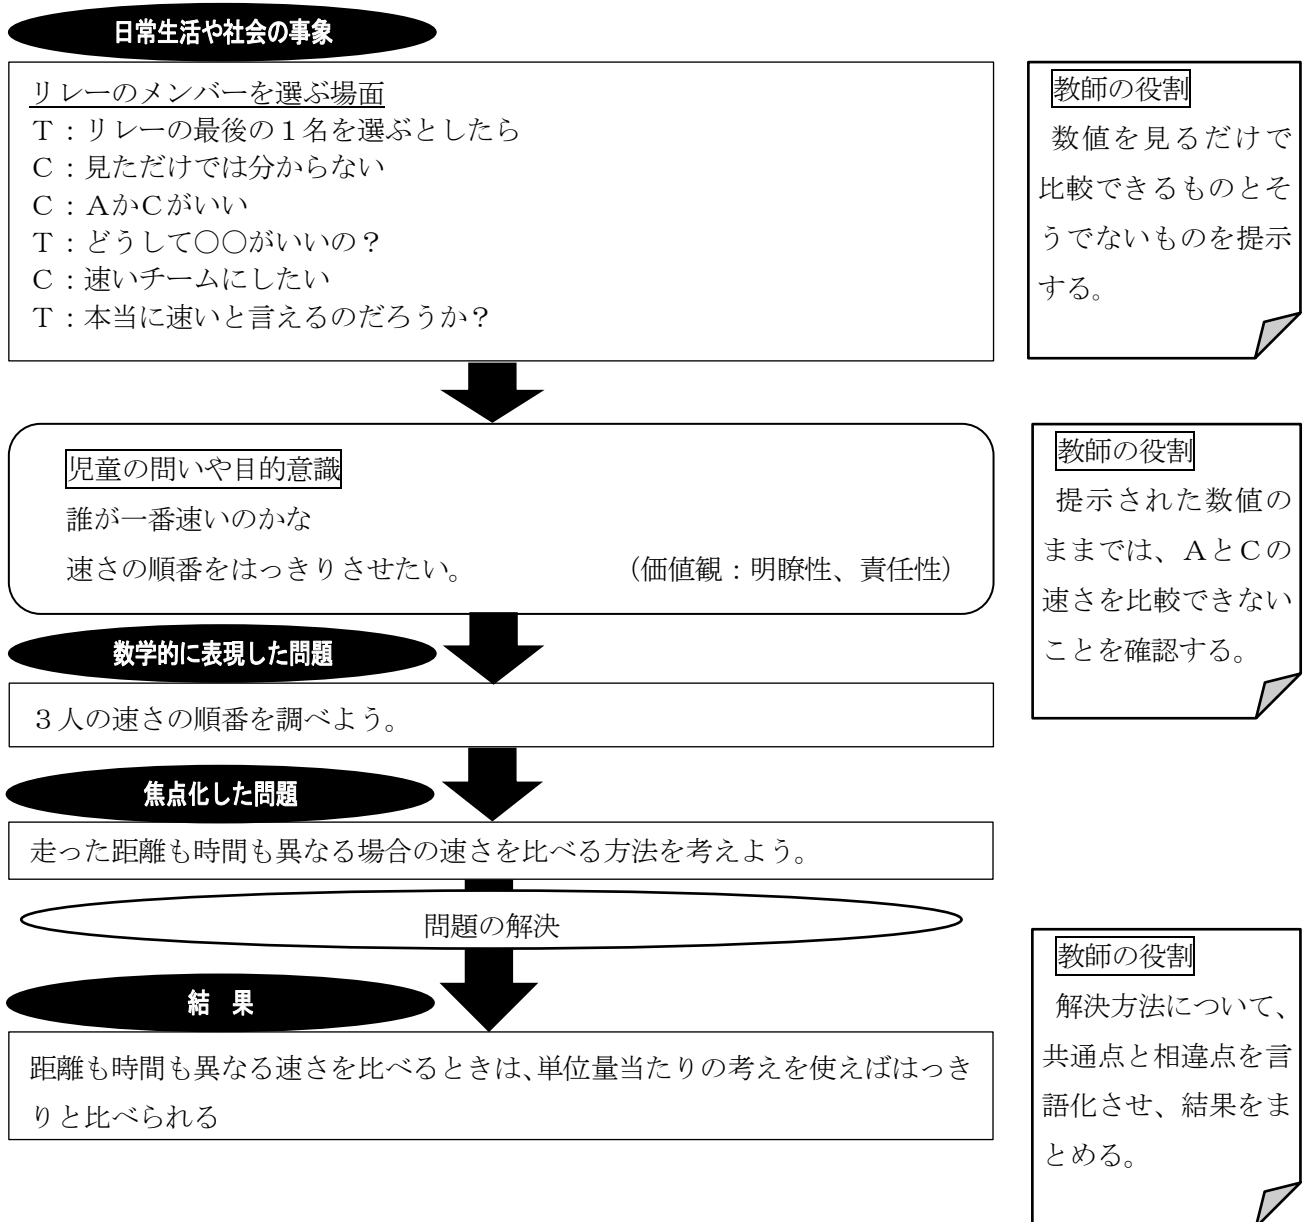 日常生活や社会の事象
リレーのメンバーを選ぶ場面
Ｔ：リレーの最後の１名を選ぶとしたら
Ｃ：見ただけでは分からない
Ｃ：ＡかＣがいい
Ｔ：どうして○○がいいの？
Ｃ：速いチームにしたい
Ｔ：本当に速いと言えるのだろうか？
教師の役割
数値を見るだけで
比較できるものとそ
うでないものを提示
する。
児童の問いや目的意識
誰が一番速いのかな
速さの順番をはっきりさせたい。 （価値観：明瞭性、責任性）
教師の役割
提示された数値の
ままでは、ＡとＣの
速さを比較できない
ことを確認する。
数学的に表現した問題
３人の速さの順番を調べよう。
焦点化した問題
走った距離も時間も異なる場合の速さを比べる方法を考えよう。
問題の解決
結　果
距離も時間も異なる速さを比べるときは、単位量当たりの考えを使えばはっき
りと比べられる
教師の役割
解決方法について、
共通点と相違点を言
語化させ、結果をま
とめる。